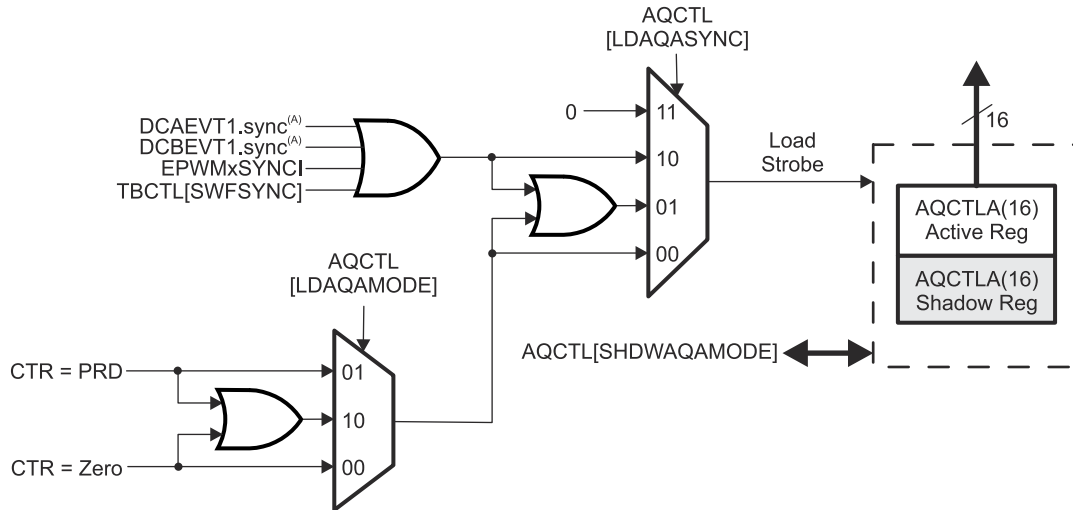 AQCTL
[LDAQASYNC]
0
11
16
DCAEVT1.sync(A)
DCBEVT1.sync(A)
EPWMxSYNCI
TBCTL[SWFSYNC]
10
Load
Strobe
01
AQCTLA(16)
Active Reg
00
AQCTL
[LDAQAMODE]
AQCTLA(16)
Shadow Reg
AQCTL[SHDWAQAMODE]
CTR = PRD
01
10
CTR = Zero
00